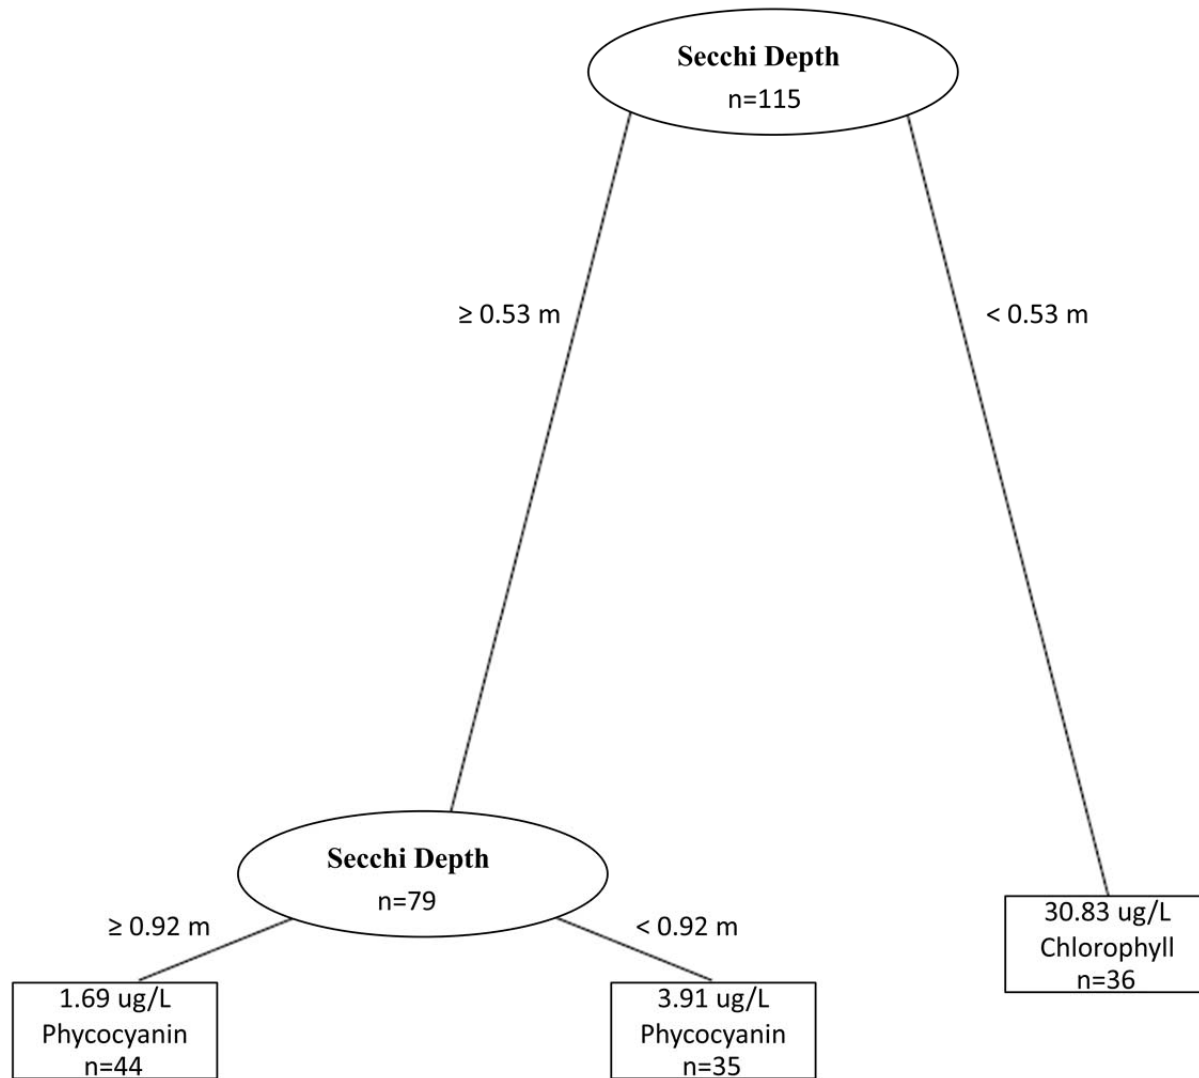 Secchi Depth
n=115
≥ 0.53 m
< 0.53 m
Secchi Depth
n=79
≥ 0.92 m
< 0.92 m
30.83 ug/L
Chlorophyll
n=36
1.69 ug/L
Phycocyanin
n=44
3.91 ug/L
Phycocyanin
n=35